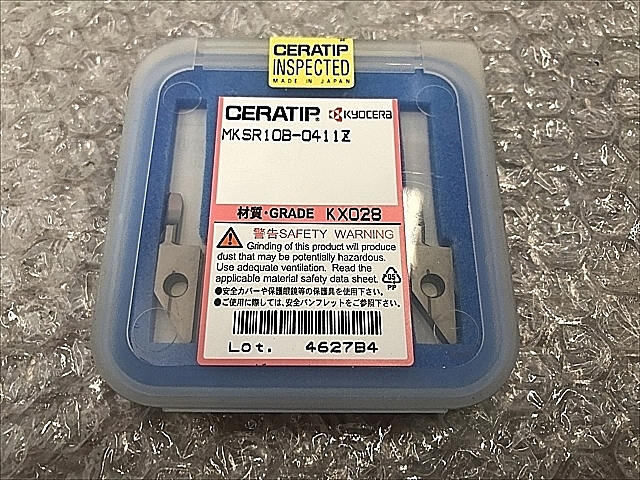 CERATIP
INSPECTED
MADE IN JAPAN
CERATIP KYOCERA
MKSR10B-0411Z
材質・GRADE KX028
警告SAFETY WARNING
Grinding of this product will produce
dust that may be potentially hazardous.
Use adequate ventilation. Read the
applicable material safety data sheet.
●安全カバーや保護眼鏡等の保護具を使用下さい。
●ご使用に際しては、安全パンフレットをご参照下さい。
05
PP
Lot. 4627B4